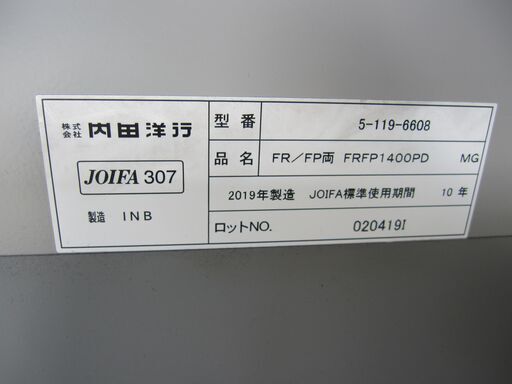 株式会社 内田洋行
JOIFA 307
製造 INB
型番 5-119-6608
品名 FR／FP両 FRFP1400PD MG
2019年製造 JOIFA標準使用期間 10年
ロットNO. 020419I